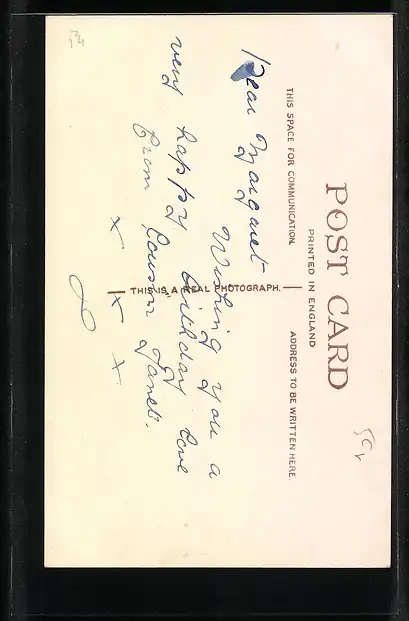 POST CARD
PRINTED IN ENGLAND
THIS SPACE FOR COMMUNICATION.
ADDRESS TO BE WRITTEN HERE
THIS IS A REAL PHOTOGRAPH.
Dear Margaret
Wishing you a
very happy birthday love
from Cousin Janet.
x x x